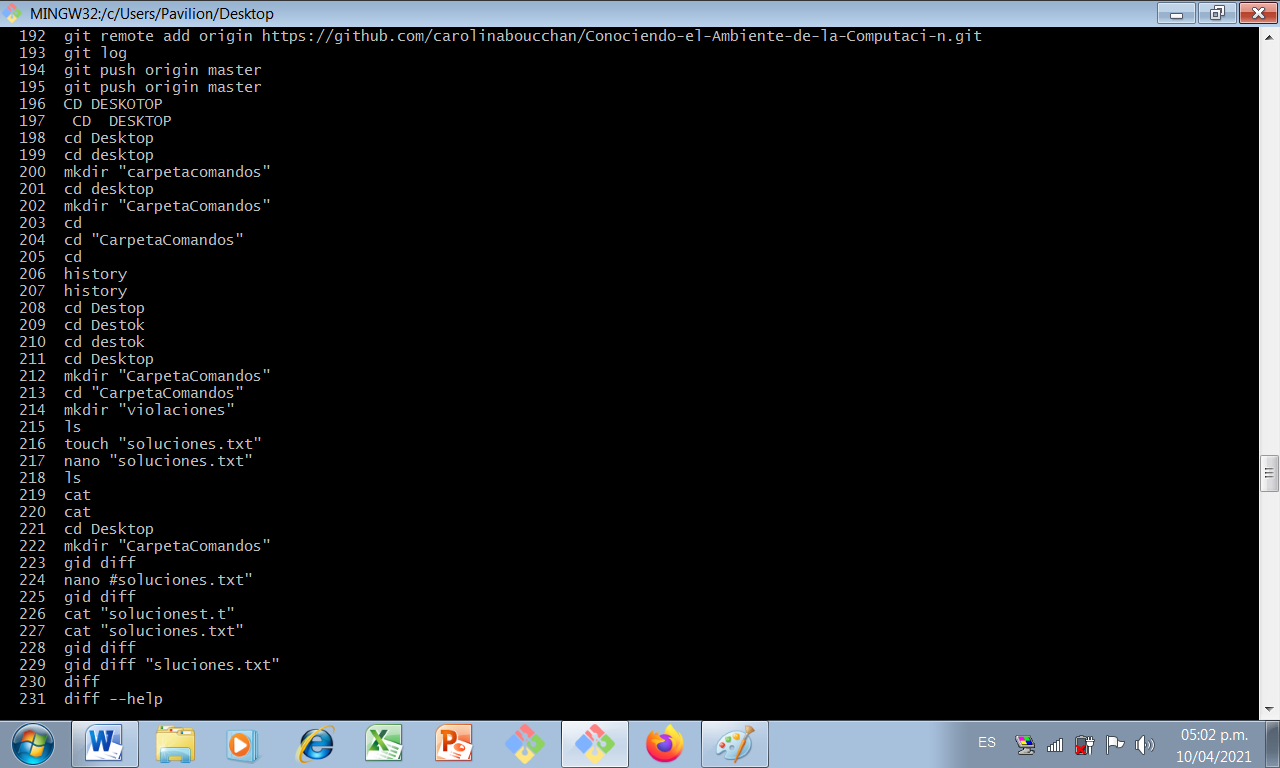 MINGW32:/c/Users/Pavilion/Desktop
192 git remote add origin https://github.com/carolinaboucchan/Conociendo-el-Ambiente-de-la-Computaci-n.git
193 git log
194 git push origin master
195 git push origin master
196 CD DESKOTOP
197  CD  DESKTOP
198 cd Desktop
199 cd desktop
200 mkdir "carpetacomandos"
201 cd desktop
202 mkdir "CarpetaComandos"
203 cd
204 cd "CarpetaComandos"
205 cd
206 history
207 history
208 cd Destop
209 cd Destok
210 cd destok
211 cd Desktop
212 mkdir "CarpetaComandos"
213 cd "CarpetaComandos"
214 mkdir "violaciones"
215 ls
216 touch "soluciones.txt"
217 nano "soluciones.txt"
218 ls
219 cat
220 cat
221 cd Desktop
222 mkdir "CarpetaComandos"
223 gid diff
224 nano #soluciones.txt"
225 gid diff
226 cat "solucionest.t"
227 cat "soluciones.txt"
228 gid diff
229 gid diff "sluciones.txt"
230 diff
231 diff --help
ES
05:02 p.m.
10/04/2021